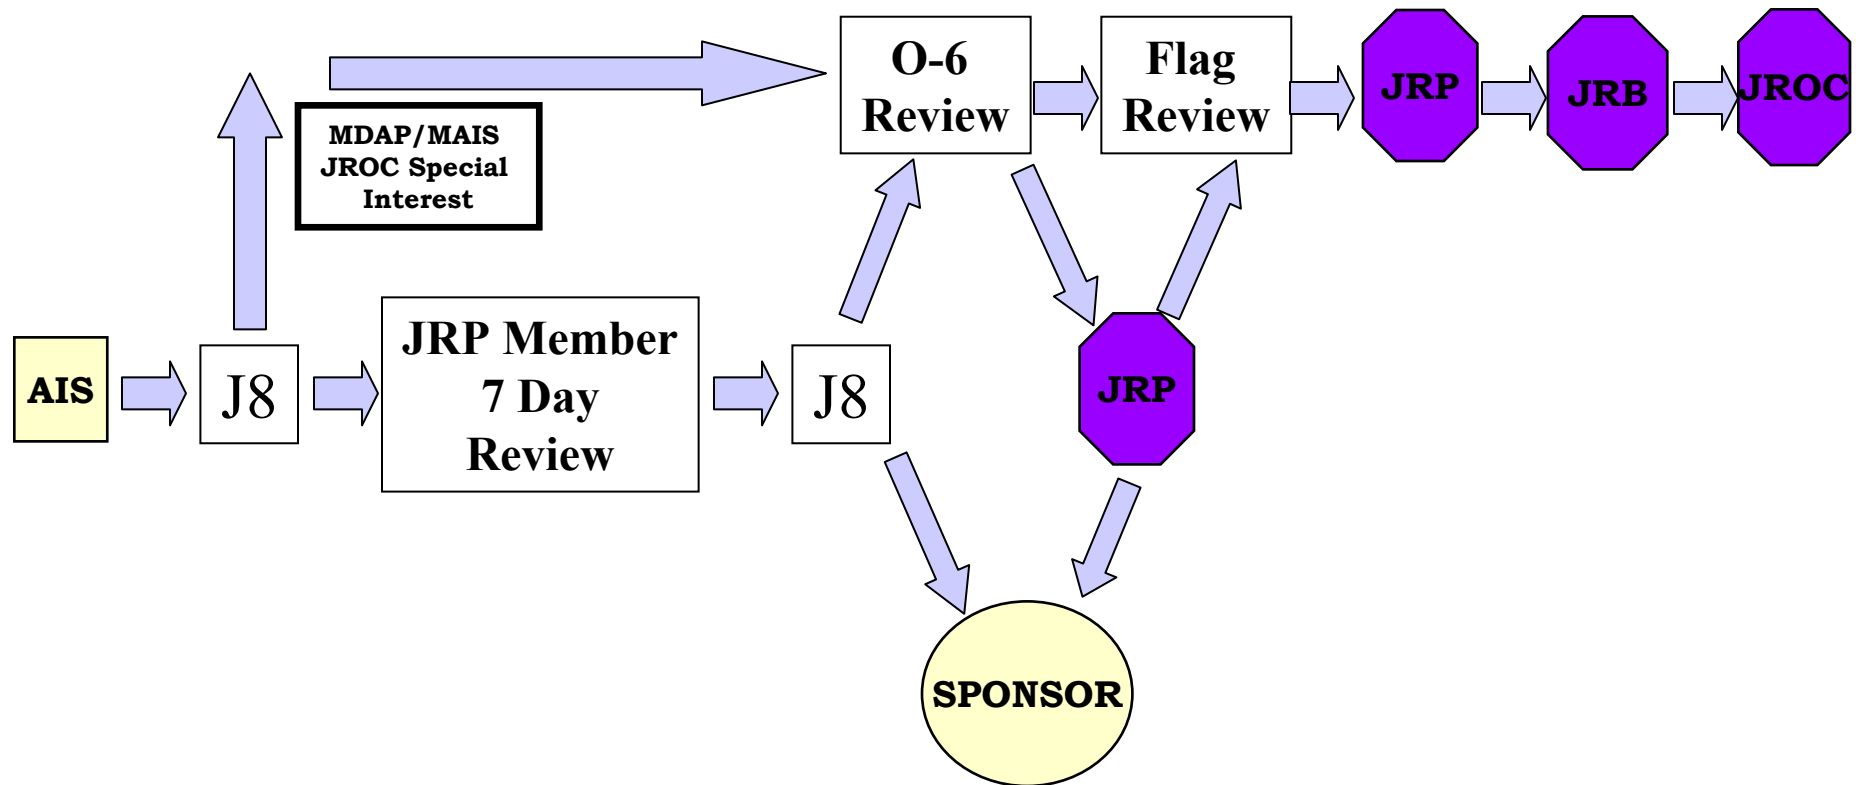 O-6
Review
Flag
Review
JRP
JRB
JROC
MDAP/MAIS
JROC Special
Interest
AIS
J8
JRP Member
7 Day
Review
J8
JRP
SPONSOR